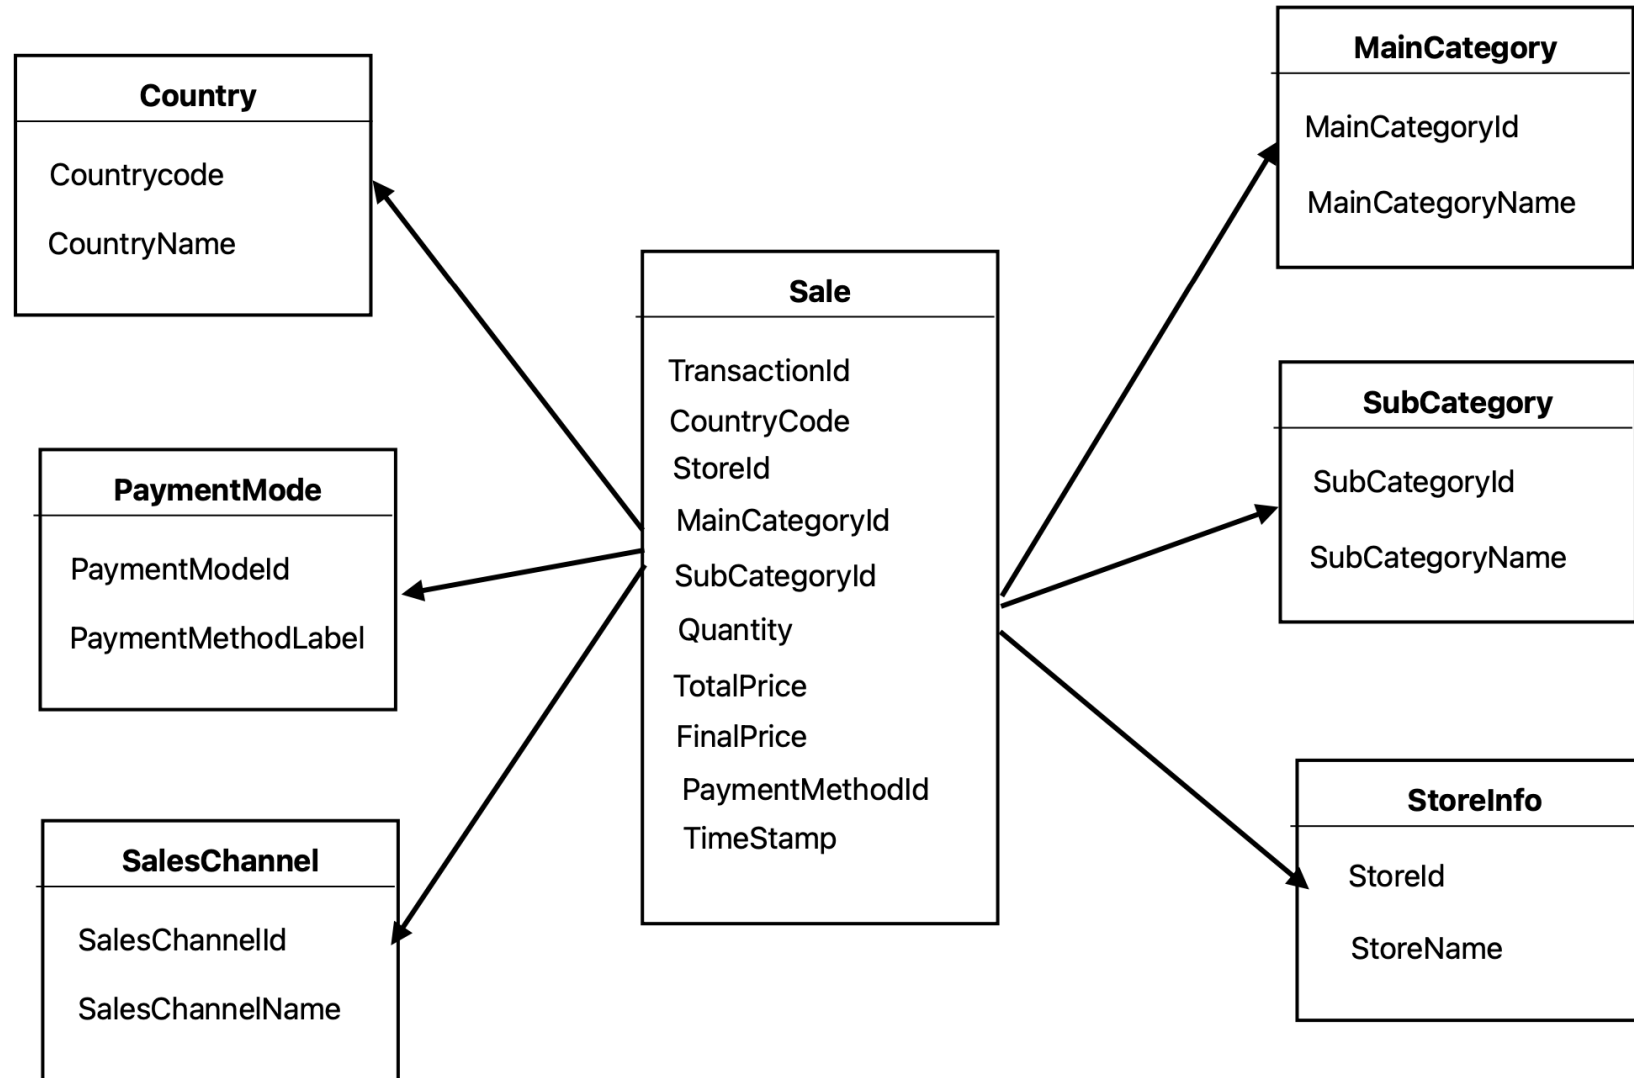 Country
Countrycode
CountryName
PaymentMode
PaymentModeId
PaymentMethodLabel
SalesChannel
SalesChannelId
SalesChannelName
Sale
TransactionId
CountryCode
StoreId
MainCategoryId
SubCategoryId
Quantity
TotalPrice
FinalPrice
PaymentMethodId
TimeStamp
MainCategory
MainCategoryId
MainCategoryName
SubCategory
SubCategoryId
SubCategoryName
StoreInfo
StoreId
StoreName